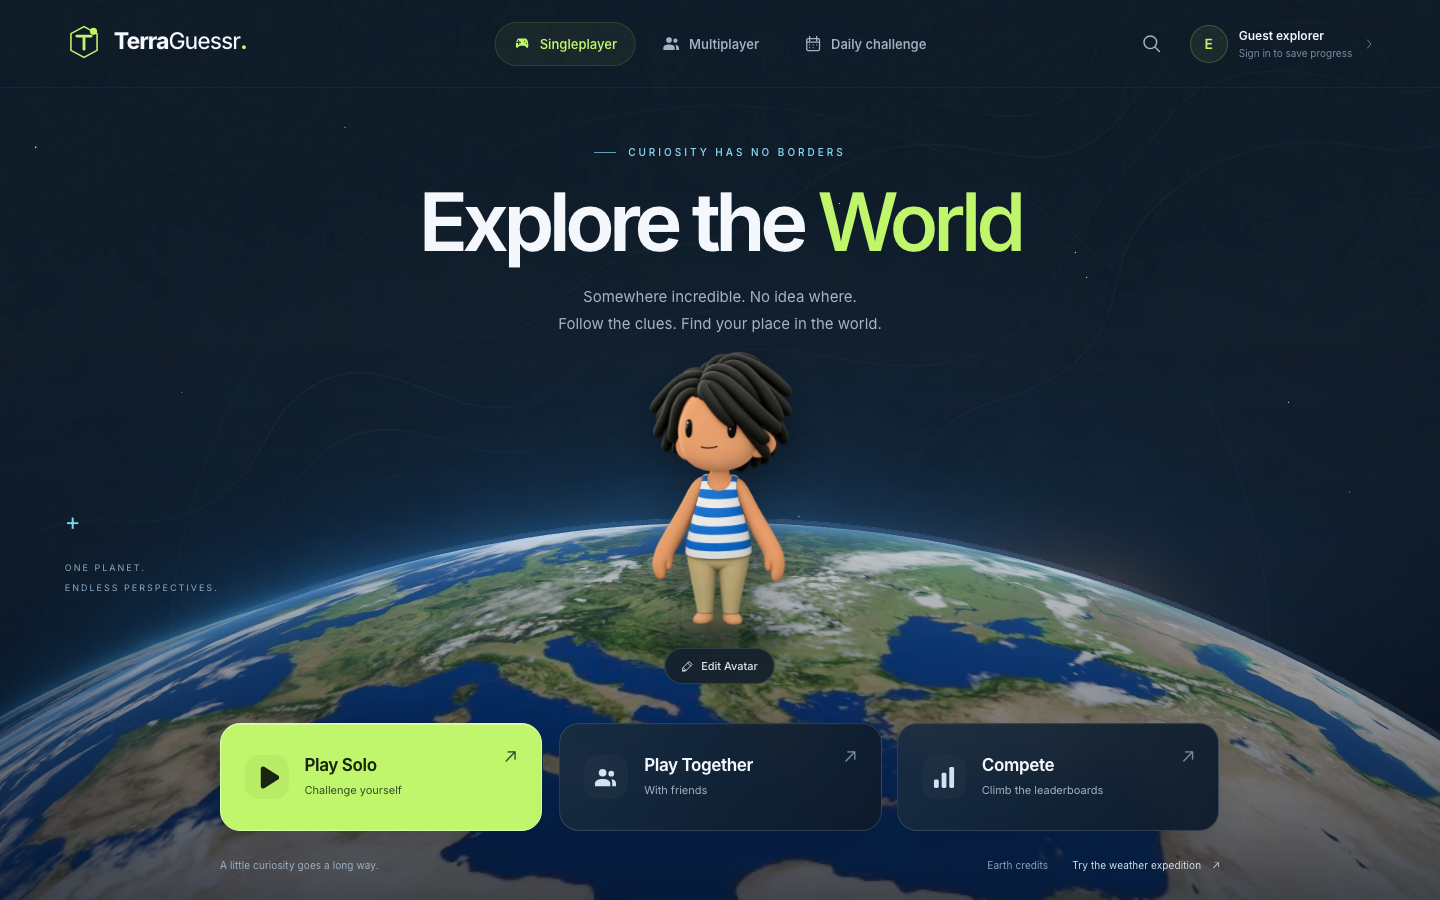 TerraGuessr.
Singleplayer
Multiplayer
Daily challenge
E
Guest explorer
Sign in to save progress
CURIOSITY HAS NO BORDERS
Explore the World
Somewhere incredible. No idea where.
Follow the clues. Find your place in the world.
ONE PLANET.
ENDLESS PERSPECTIVES.
Edit Avatar
Play Solo
Challenge yourself
Play Together
With friends
Compete
Climb the leaderboards
A little curiosity goes a long way.
Earth credits
Try the weather expedition